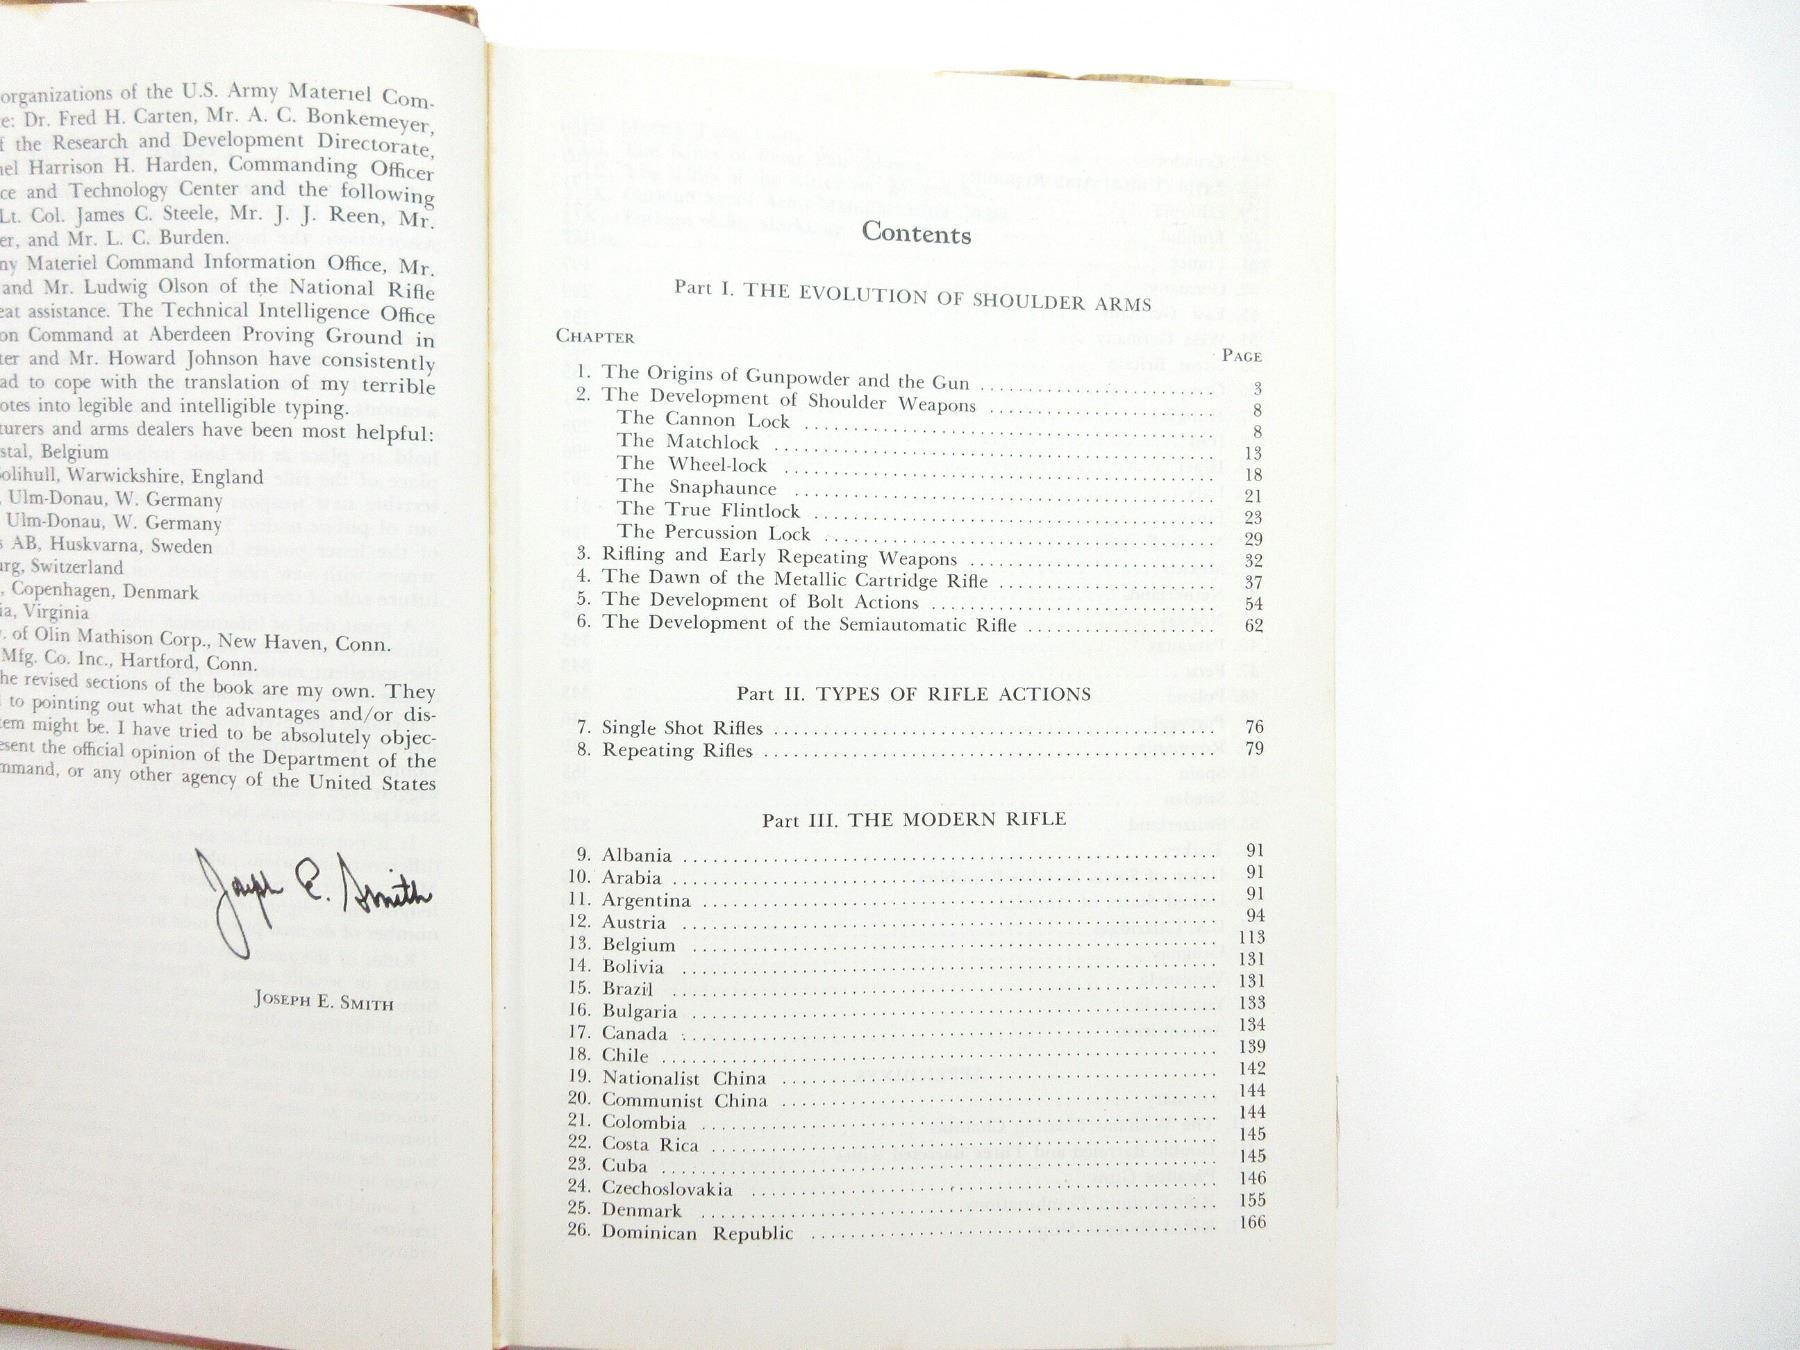 organizations of the U.S. Army Materiel Com-
e: Dr. Fred H. Carten, Mr. A. C. Bonkemeyer,
f the Research and Development Directorate,
nel Harrison H. Harden, Commanding Officer
ce and Technology Center and the following
Lt. Col. James C. Steele, Mr. J. J. Reen, Mr.
er, and Mr. L. C. Burden.
ny Materiel Command Information Office, Mr.
and Mr. Ludwig Olson of the National Rifle
eat assistance. The Technical Intelligence Office
on Command at Aberdeen Proving Ground in
ter and Mr. Howard Johnson have consistently
ad to cope with the translation of my terrible
otes into legible and intelligible typing.
turers and arms dealers have been most helpful:
stal, Belgium
Solihull, Warwickshire, England
, Ulm-Donau, W. Germany
Ulm-Donau, W. Germany
s AB, Huskvarna, Sweden
urg, Switzerland
, Copenhagen, Denmark
ia, Virginia
. of Olin Mathison Corp., New Haven, Conn.
Mfg. Co. Inc., Hartford, Conn.
he revised sections of the book are my own. They
to pointing out what the advantages and/or dis-
tem might be. I have tried to be absolutely objec-
esent the official opinion of the Department of the
mmand, or any other agency of the United States
Joseph E. Smith
JOSEPH E. SMITH
Contents
Part I. THE EVOLUTION OF SHOULDER ARMS
CHAPTER PAGE
1. The Origins of Gunpowder and the Gun 3
2. The Development of Shoulder Weapons 8
The Cannon Lock 8
The Matchlock 13
The Wheel-lock 18
The Snaphaunce 21
The True Flintlock 23
The Percussion Lock 29
3. Rifling and Early Repeating Weapons 32
4. The Dawn of the Metallic Cartridge Rifle 37
5. The Development of Bolt Actions 54
6. The Development of the Semiautomatic Rifle 62
Part II. TYPES OF RIFLE ACTIONS
7. Single Shot Rifles 76
8. Repeating Rifles 79
Part III. THE MODERN RIFLE
9. Albania 91
10. Arabia 91
11. Argentina 91
12. Austria 94
13. Belgium 113
14. Bolivia 131
15. Brazil 131
16. Bulgaria 133
17. Canada 134
18. Chile 139
19. Nationalist China 142
20. Communist China 144
21. Colombia 144
22. Costa Rica 145
23. Cuba 145
24. Czechoslovakia 146
25. Denmark 155
26. Dominican Republic 166